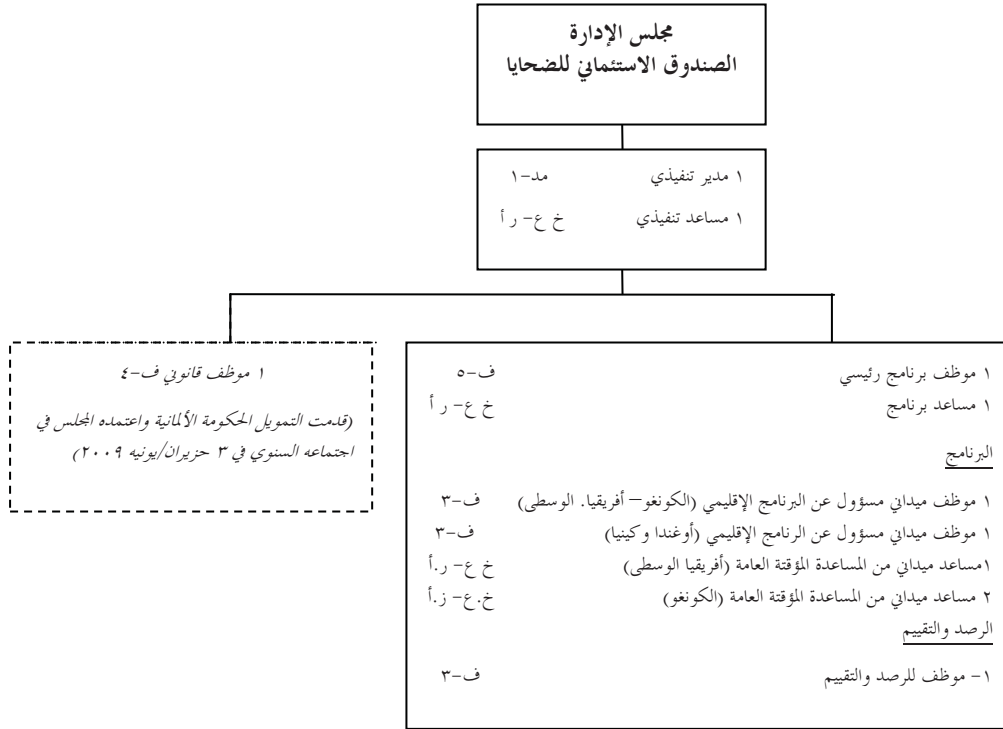 مجلس الإدارة
الصندوق الاستئماني للضحايا
١ مدير تنفيذي مد-١
١ مساعد تنفيذي خ ع- ر أ
١ موظف برنامج رئيسي ف-٥
١ مساعد برنامج خ ع- ر أ
البرنامج
١ موظف ميداني مسؤول عن البرنامج الإقليمي (الكونغو– أفريقيا. الوسطى) ف-٣
١ موظف ميداني مسؤول عن الرنامج الإقليمي (أوغندا وكينيا) ف-٣
١مساعد ميداني من المساعدة المؤقتة العامة (أفريقيا الوسطى) خ ع- ر.أ
٢ مساعد ميداني من المساعدة المؤقتة العامة (الكونغو) خ.ع- ز.أ
الرصد والتقييم
١- موظف للرصد والتقييم ف-٣
١ موظف قانوني ف-٤
(قدمت التمويل الحكومة الألمانية واعتمده المجلس في
اجتماعه السنوي في ٣ حزيران/يونيه ٢٠٠٩)